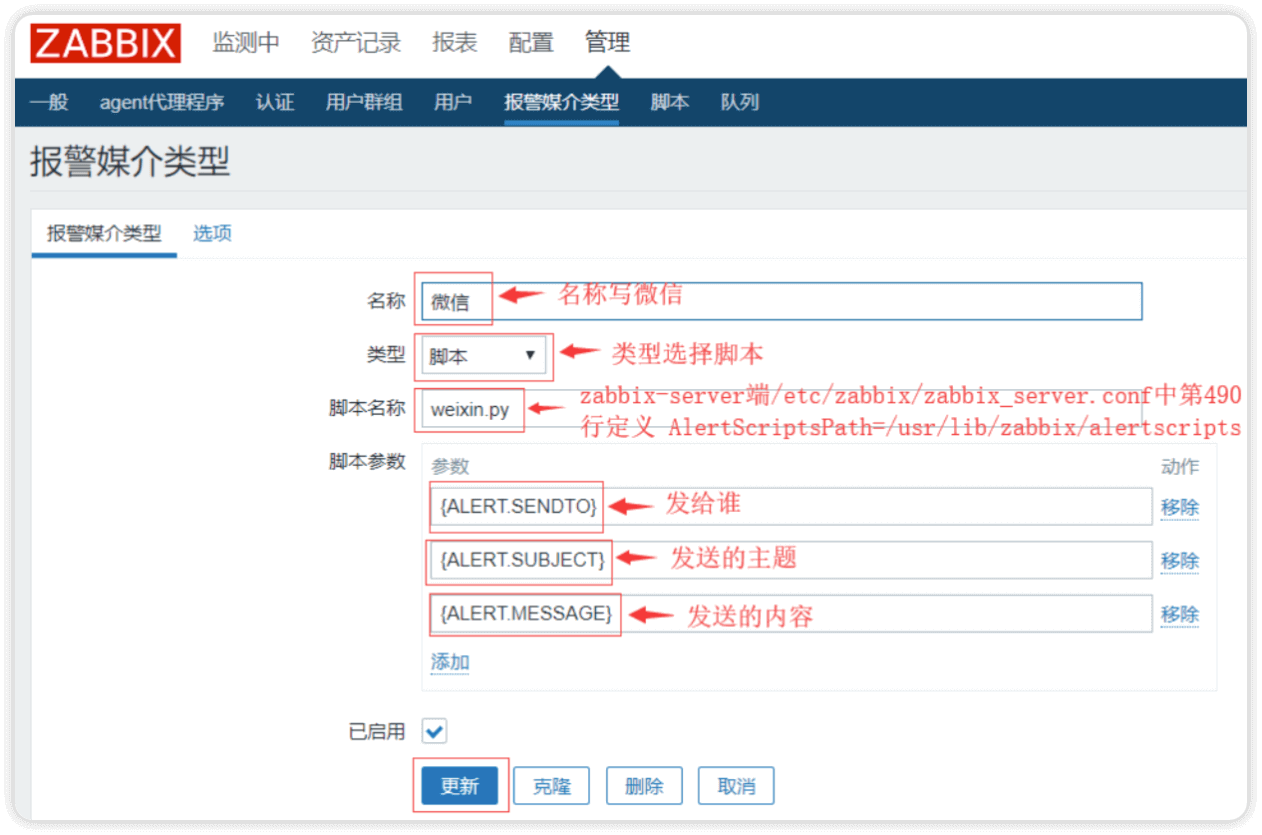 ZABBIX 监测中 资产记录 报表 配置 管理
一般 agent代理程序 认证 用户群组 用户 报警媒介类型 脚本 队列
报警媒介类型
报警媒介类型 选项
名称 微信 名称写微信
类型 脚本 类型选择脚本
脚本名称 weixin.py zabbix-server端/etc/zabbix/zabbix_server.conf中第490
行定义 AlertScriptsPath=/usr/lib/zabbix/alertscripts
脚本参数 参数 动作
{ALERT.SENDTO} 发给谁 移除
{ALERT.SUBJECT} 发送的主题 移除
{ALERT.MESSAGE} 发送的内容 移除
添加
已启用
更新 克隆 删除 取消